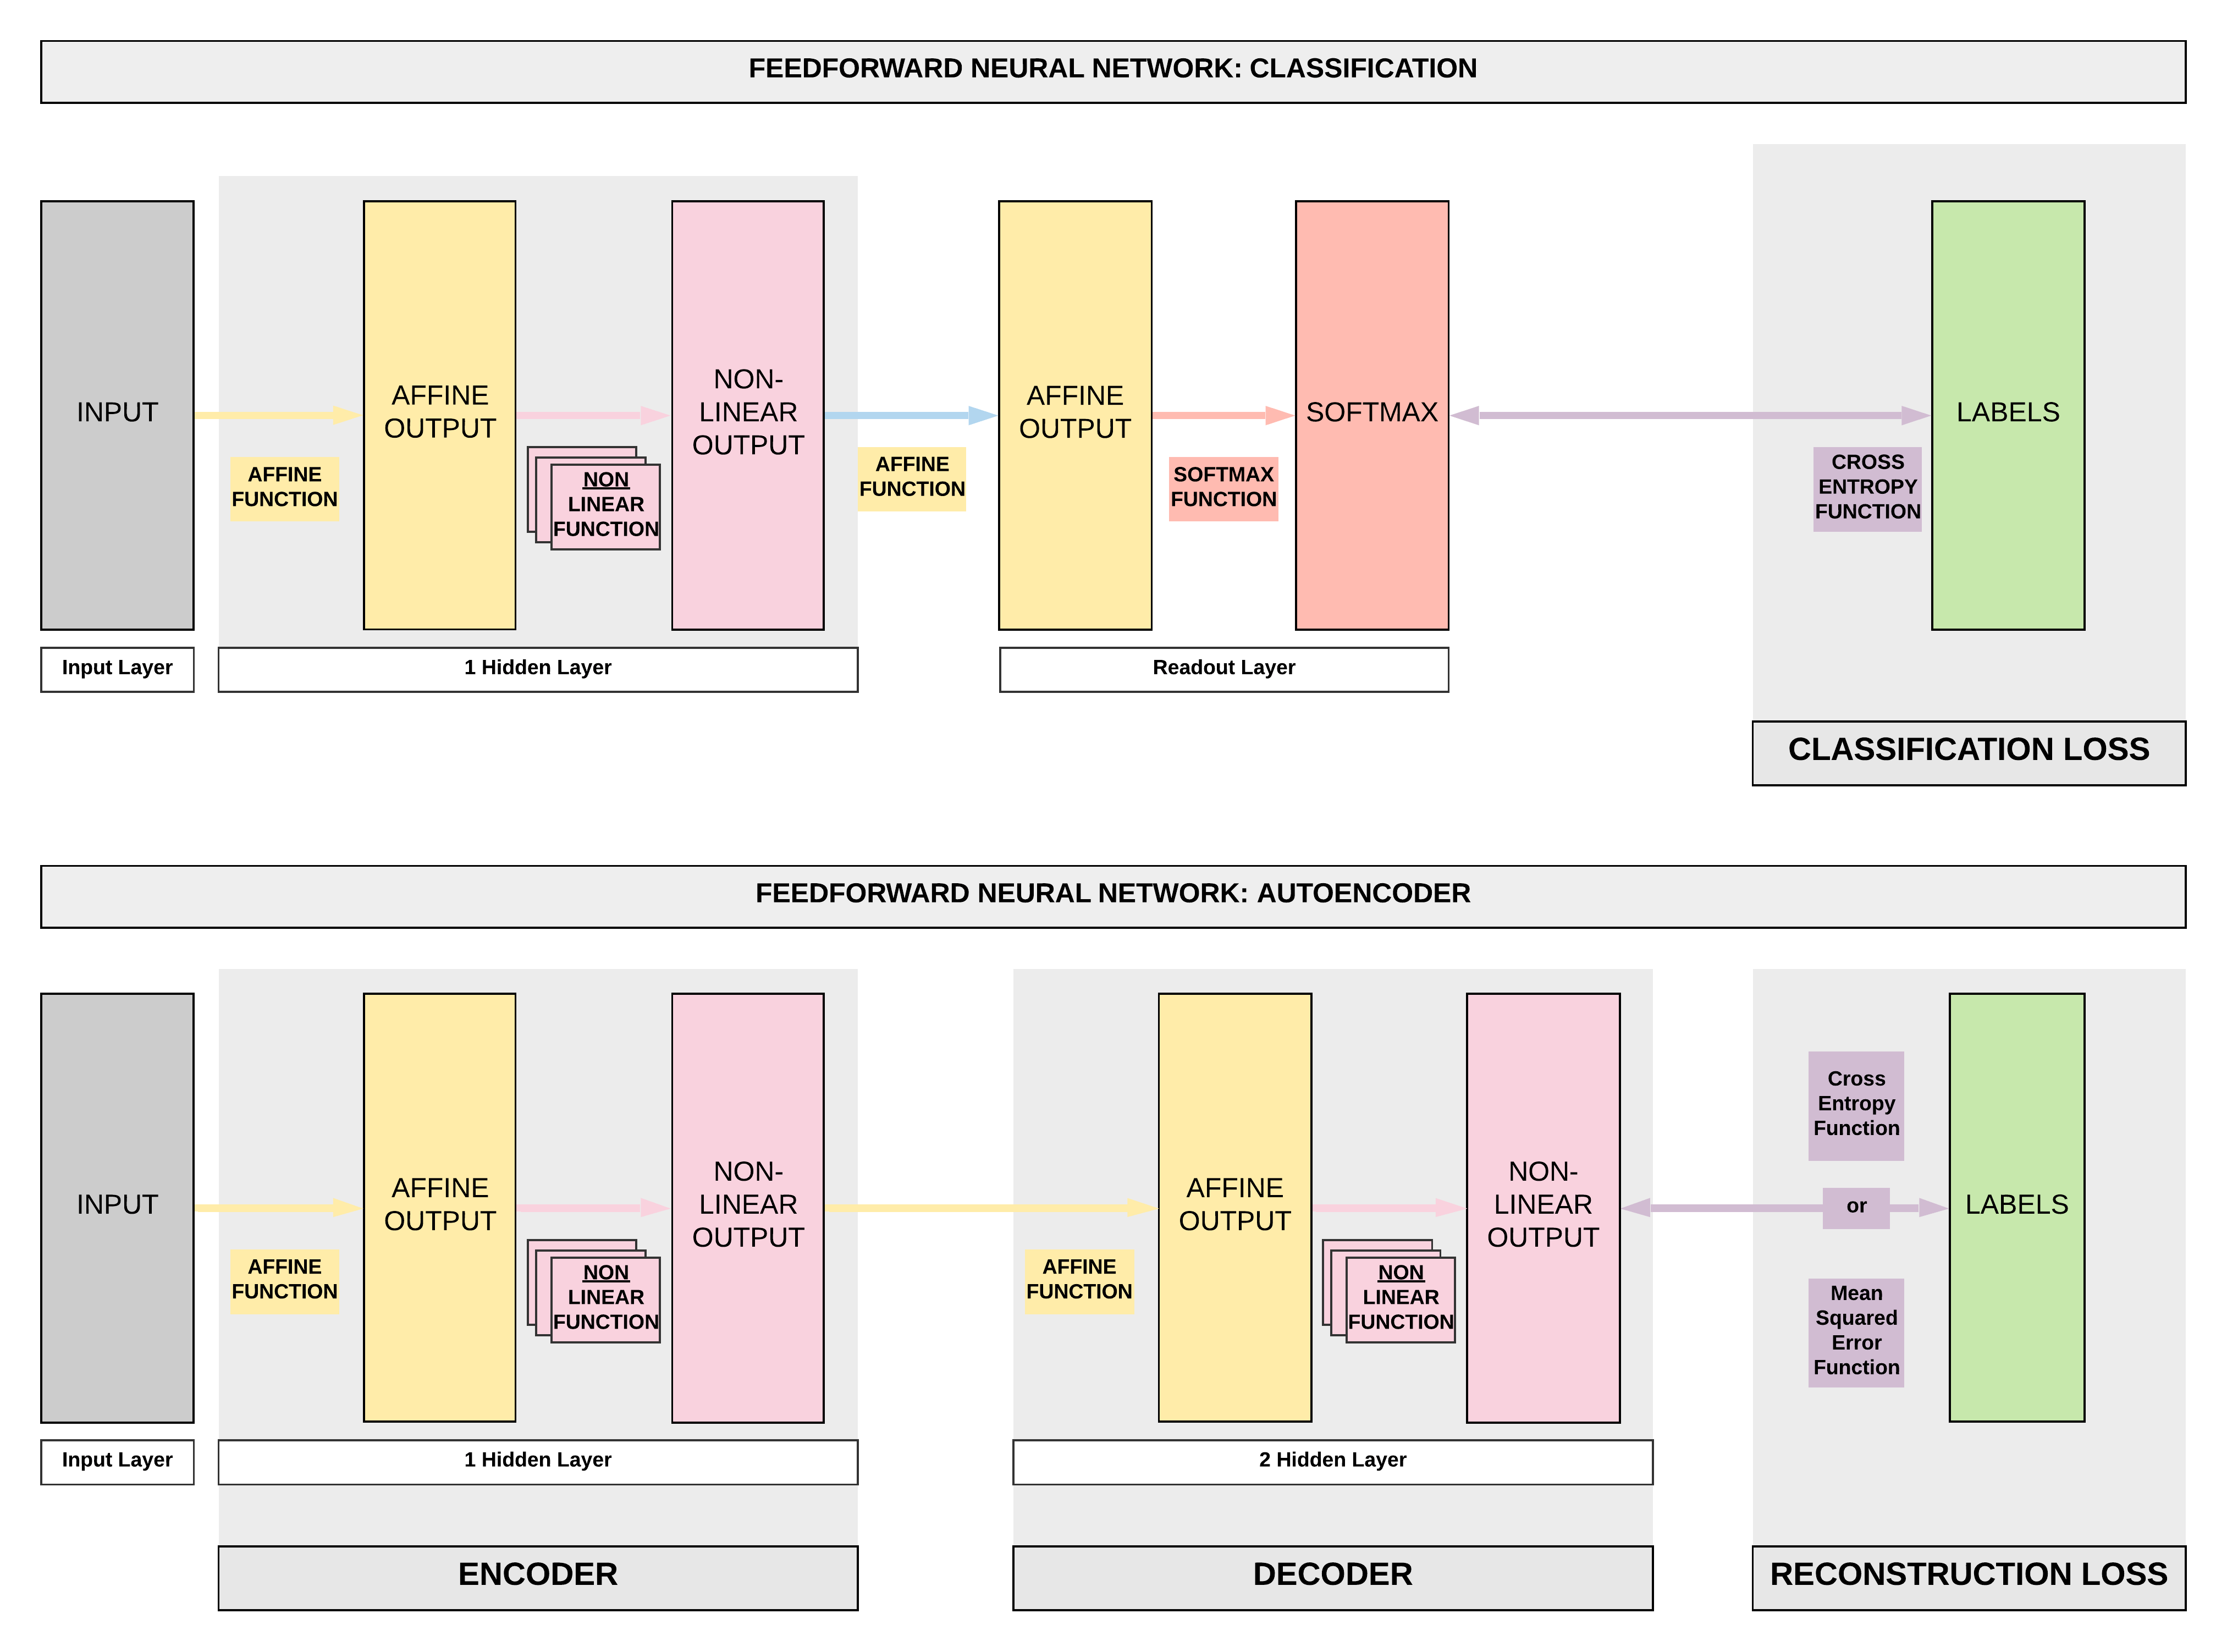 FEEDFORWARD NEURAL NETWORK: CLASSIFICATION
INPUT
AFFINE
FUNCTION
AFFINE
OUTPUT
NON
LINEAR
FUNCTION
NON-
LINEAR
OUTPUT
AFFINE
FUNCTION
AFFINE
OUTPUT
SOFTMAX
FUNCTION
SOFTMAX
CROSS
ENTROPY
FUNCTION
LABELS
Input Layer
1 Hidden Layer
Readout Layer
CLASSIFICATION LOSS
FEEDFORWARD NEURAL NETWORK: AUTOENCODER
INPUT
AFFINE
FUNCTION
AFFINE
OUTPUT
NON
LINEAR
FUNCTION
NON-
LINEAR
OUTPUT
AFFINE
FUNCTION
AFFINE
OUTPUT
NON
LINEAR
FUNCTION
NON-
LINEAR
OUTPUT
Cross
Entropy
Function
or
Mean
Squared
Error
Function
LABELS
Input Layer
1 Hidden Layer
2 Hidden Layer
ENCODER
DECODER
RECONSTRUCTION LOSS